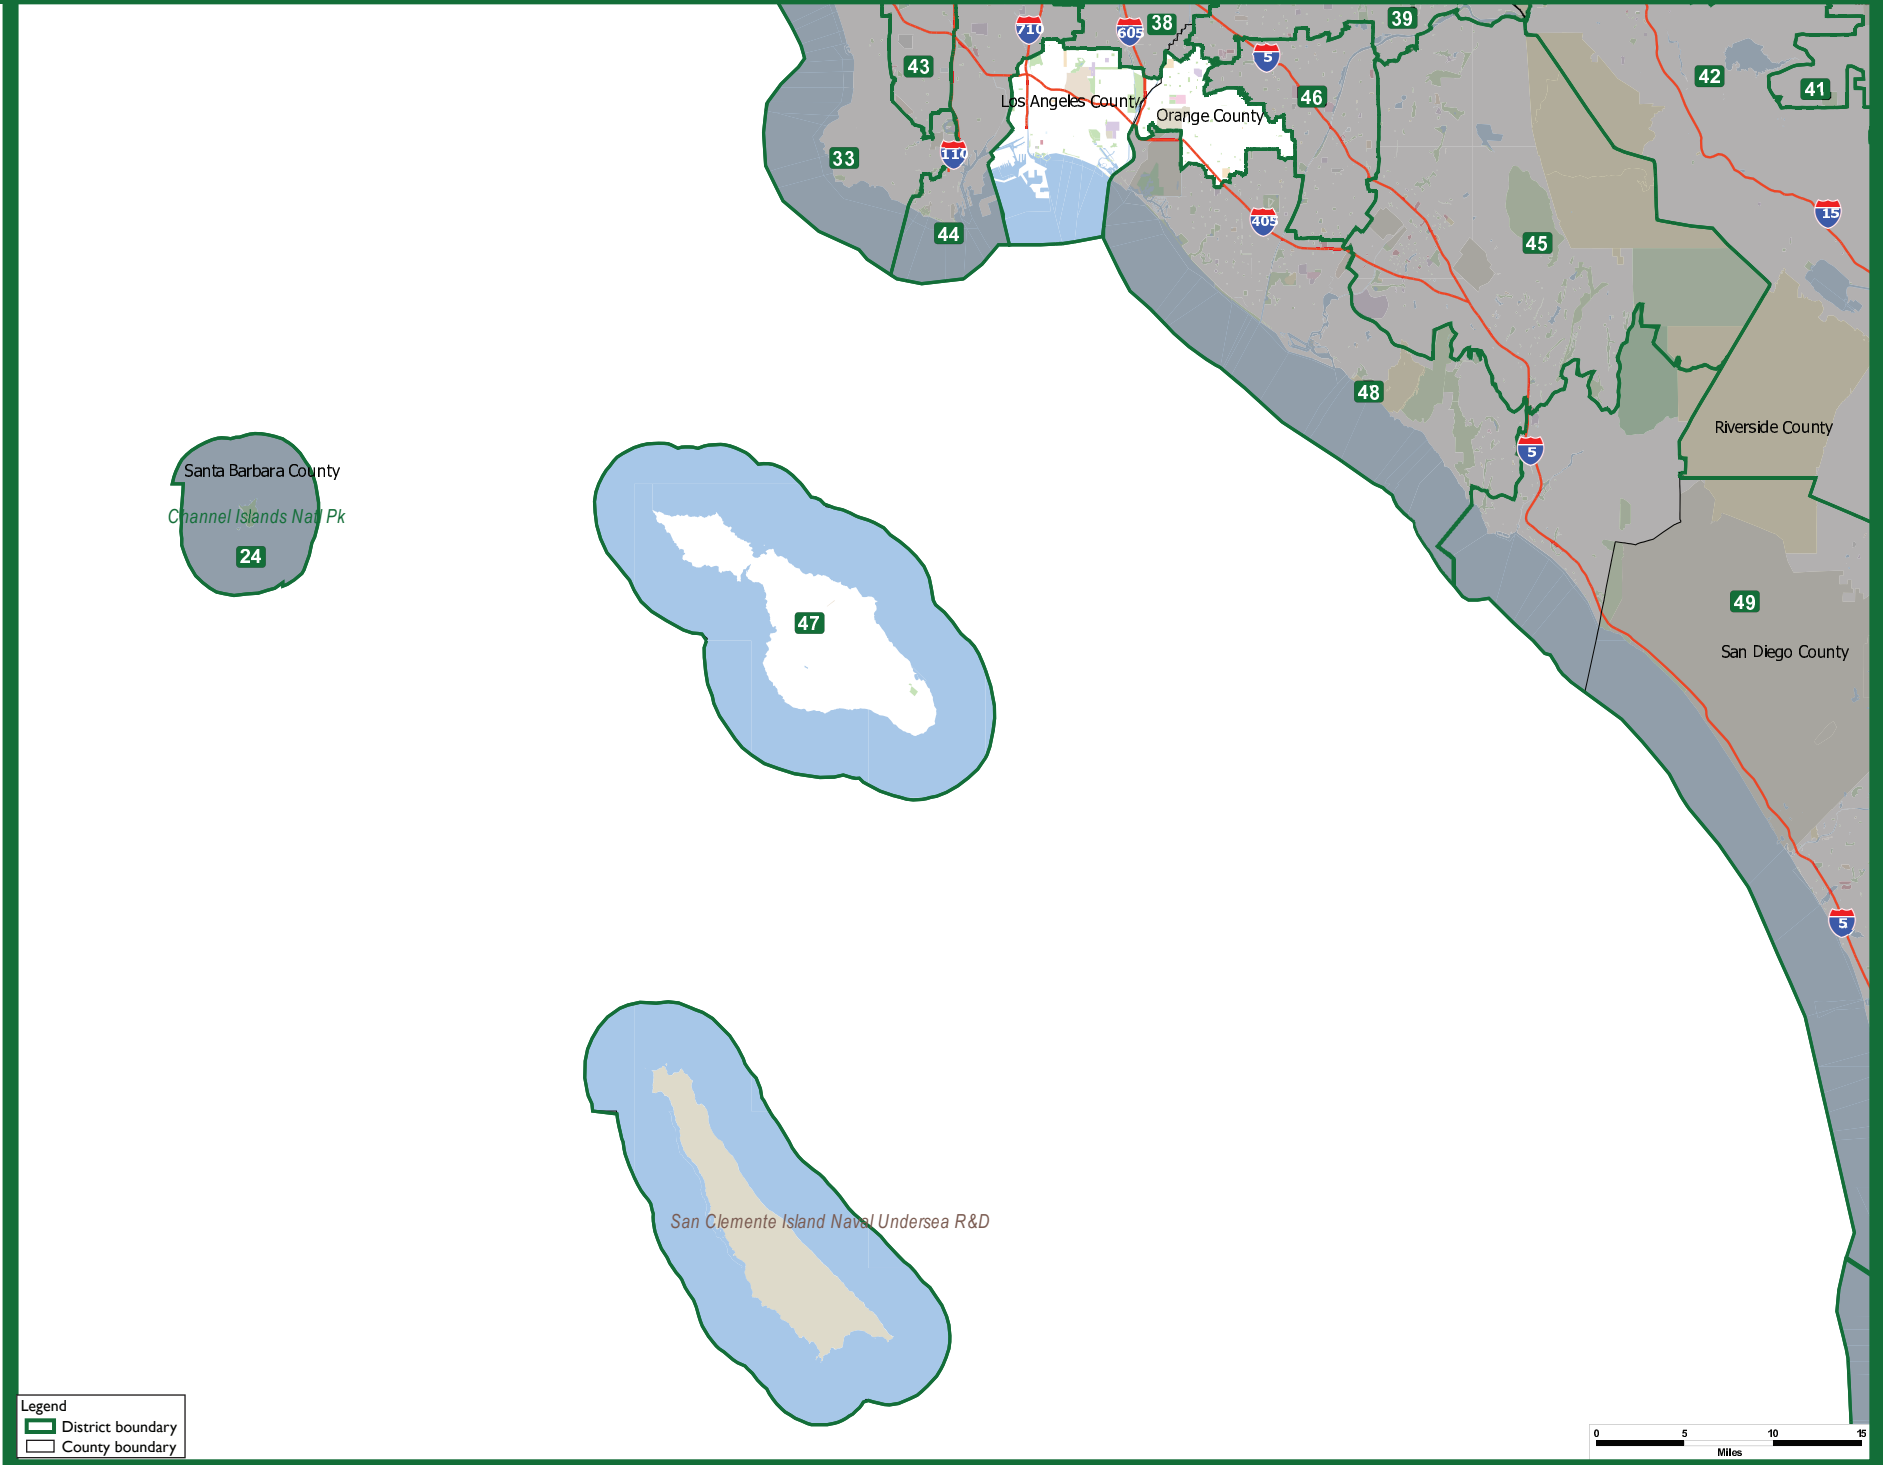 710
605
38
39
5
43
42
41
46
Los Angeles County
Orange County
33
110
44
405
15
45
48
Riverside County
5
Santa Barbara County
Channel Islands Natl Pk
24
47
49
San Diego County
5
San Clemente Island Naval Undersea R&D
Legend
District boundary
County boundary
0 5 10 15
Miles